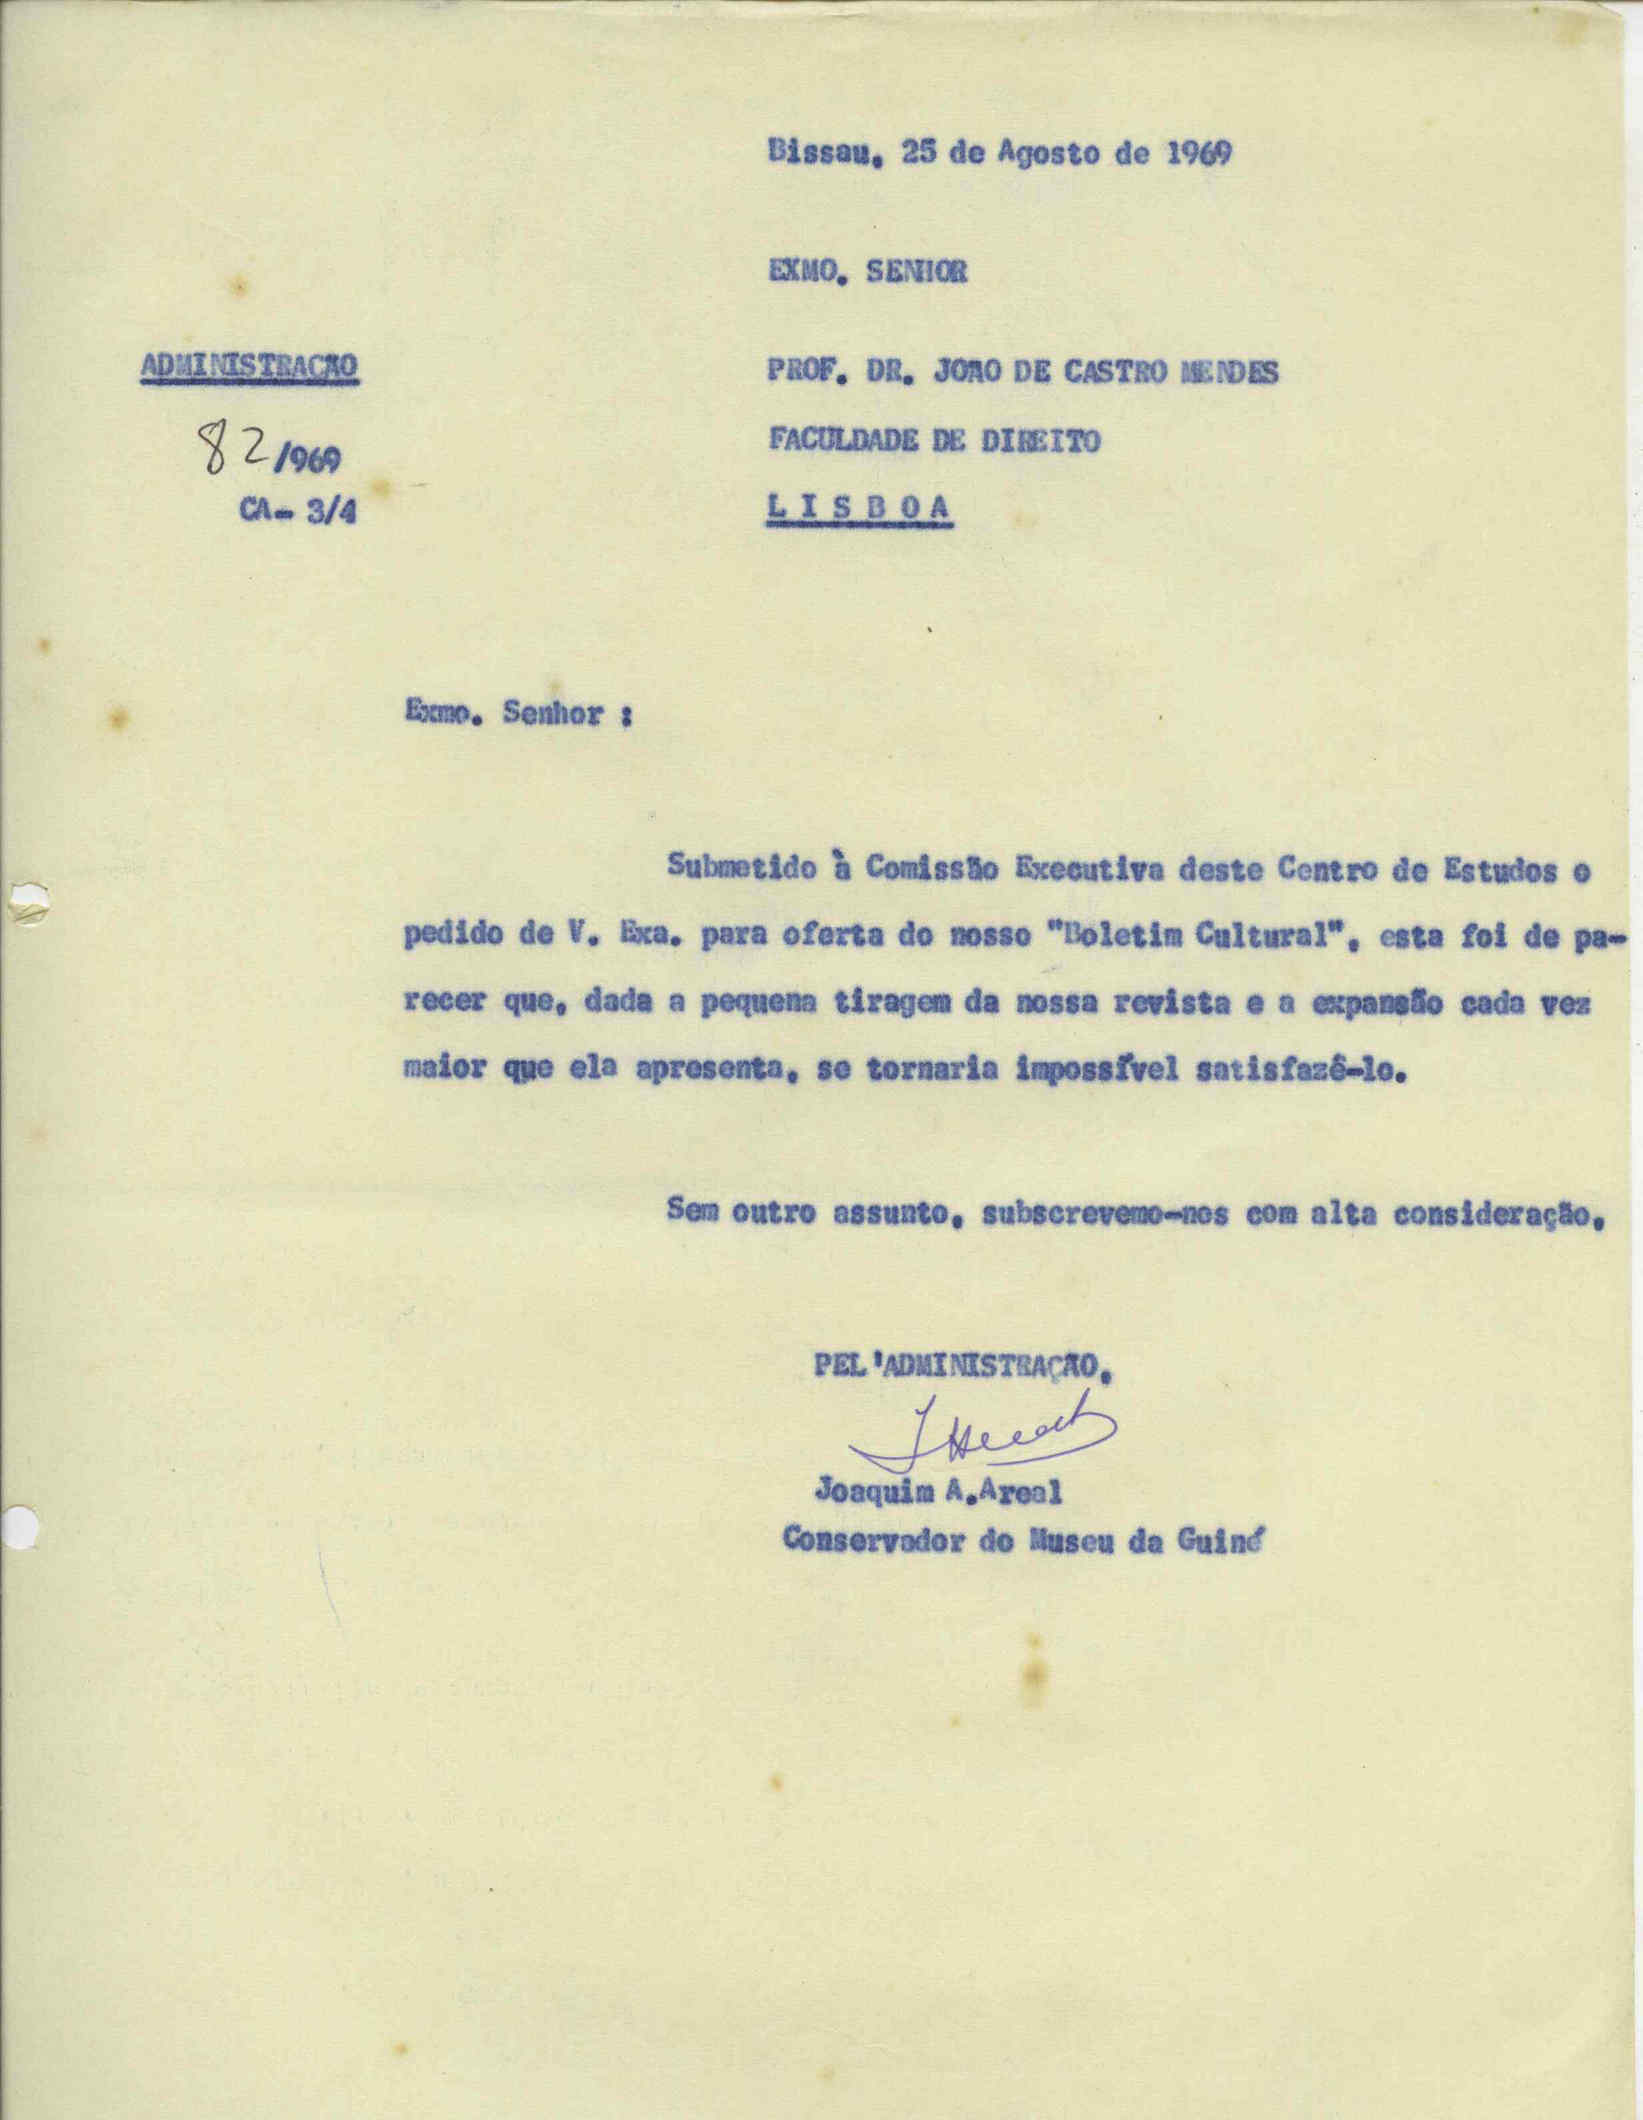 Bissau, 25 de Agosto de 1969
EXMO. SENHOR
ADMINISTRAÇÃO
PROF. DR. JOÃO DE CASTRO MENDES
82/969
FACULDADE DE DIREITO
CA- 3/4
LISBOA
Exmo. Senhor :
Submetido à Comissão Executiva deste Centro de Estudos o
pedido de V. Exa. para oferta do nosso "Boletim Cultural", esta foi de pa-
recer que, dada a pequena tiragem da nossa revista e a expansão cada vez
maior que ela apresenta, se tornaria impossível satisfazê-lo.
Sem outro assunto, subscrevemo-nos com alta consideração,
PEL'ADMINISTRAÇÃO,
Joaquim A.Areal
Conservador do Museu da Guiné